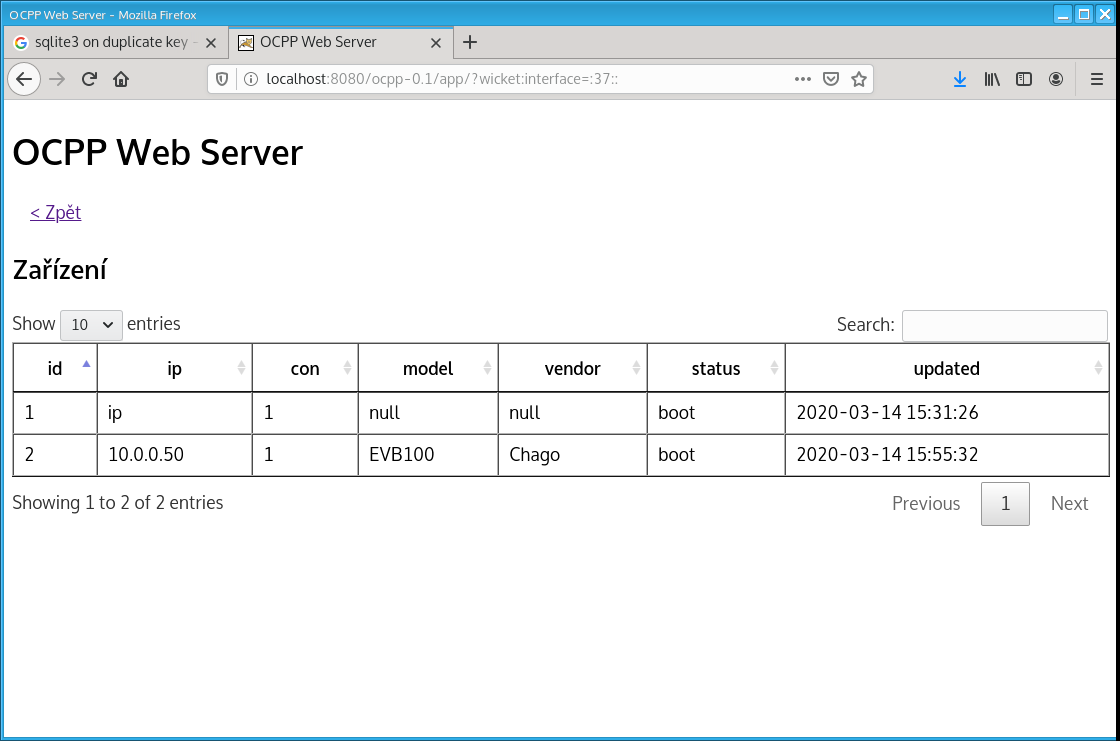 OCPP Web Server - Mozilla Firefox
sqlite3 on duplicate key - OCPP Web Server
localhost:8080/ocpp-0.1/app/?wicket:interface=:37::
OCPP Web Server
< Zpět
Zařízení
Show 10 entries Search:
id ip con model vendor status updated
1 ip 1 null null boot 2020-03-14 15:31:26
2 10.0.0.50 1 EVB100 Chago boot 2020-03-14 15:55:32
Showing 1 to 2 of 2 entries Previous 1 Next